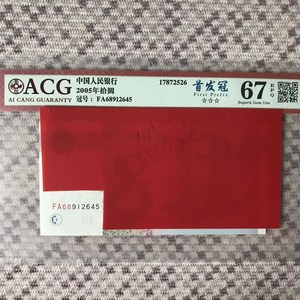 ACG
AI CANG GUARANTY
中国人民银行
2005年拾圆
冠号: FA68912645
17872526
首发冠
First Prefix
☆☆☆
67
EPQ
Superb Gem Unc
FA68912645